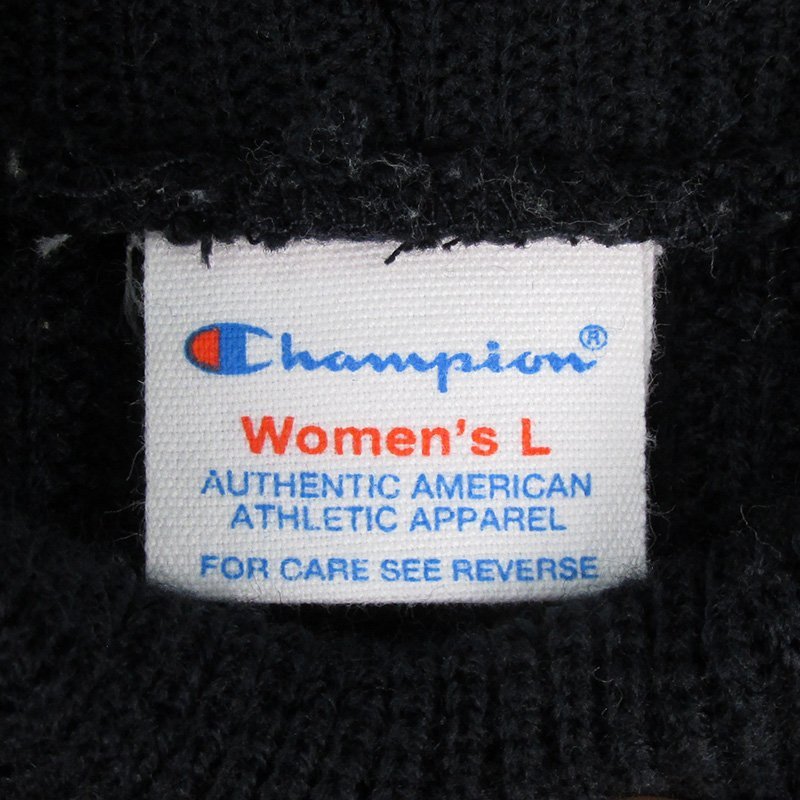 Champion®
Women's L
AUTHENTIC AMERICAN
ATHLETIC APPAREL
FOR CARE SEE REVERSE